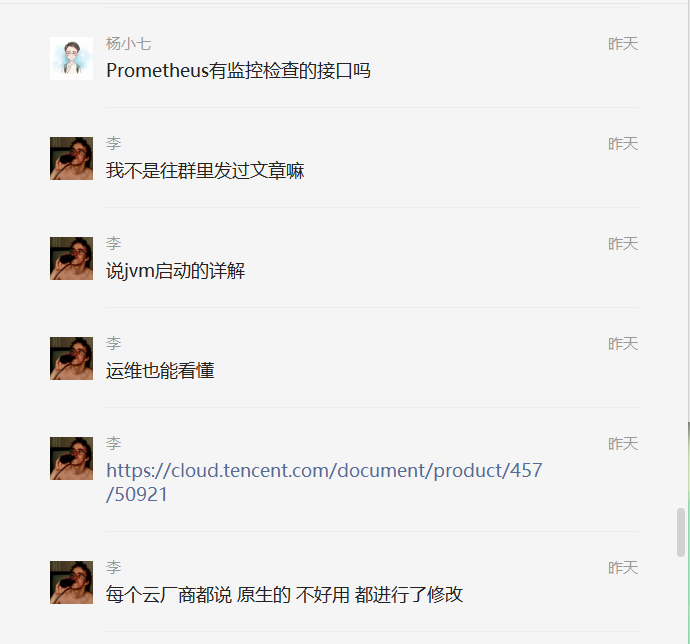 杨小七
昨天
Prometheus有监控检查的接口吗
李
昨天
我不是往群里发过文章嘛
李
昨天
说jvm启动的详解
李
昨天
运维也能看懂
李
昨天
https://cloud.tencent.com/document/product/457
/50921
李
昨天
每个云厂商都说 原生的 不好用 都进行了修改